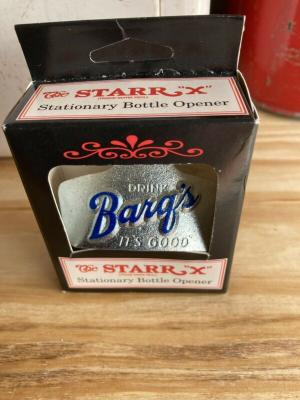 The STARR "X"
Stationary Bottle Opener
DRINK
Barq's
IT'S GOOD
The STARR "X"
Stationary Bottle Opener